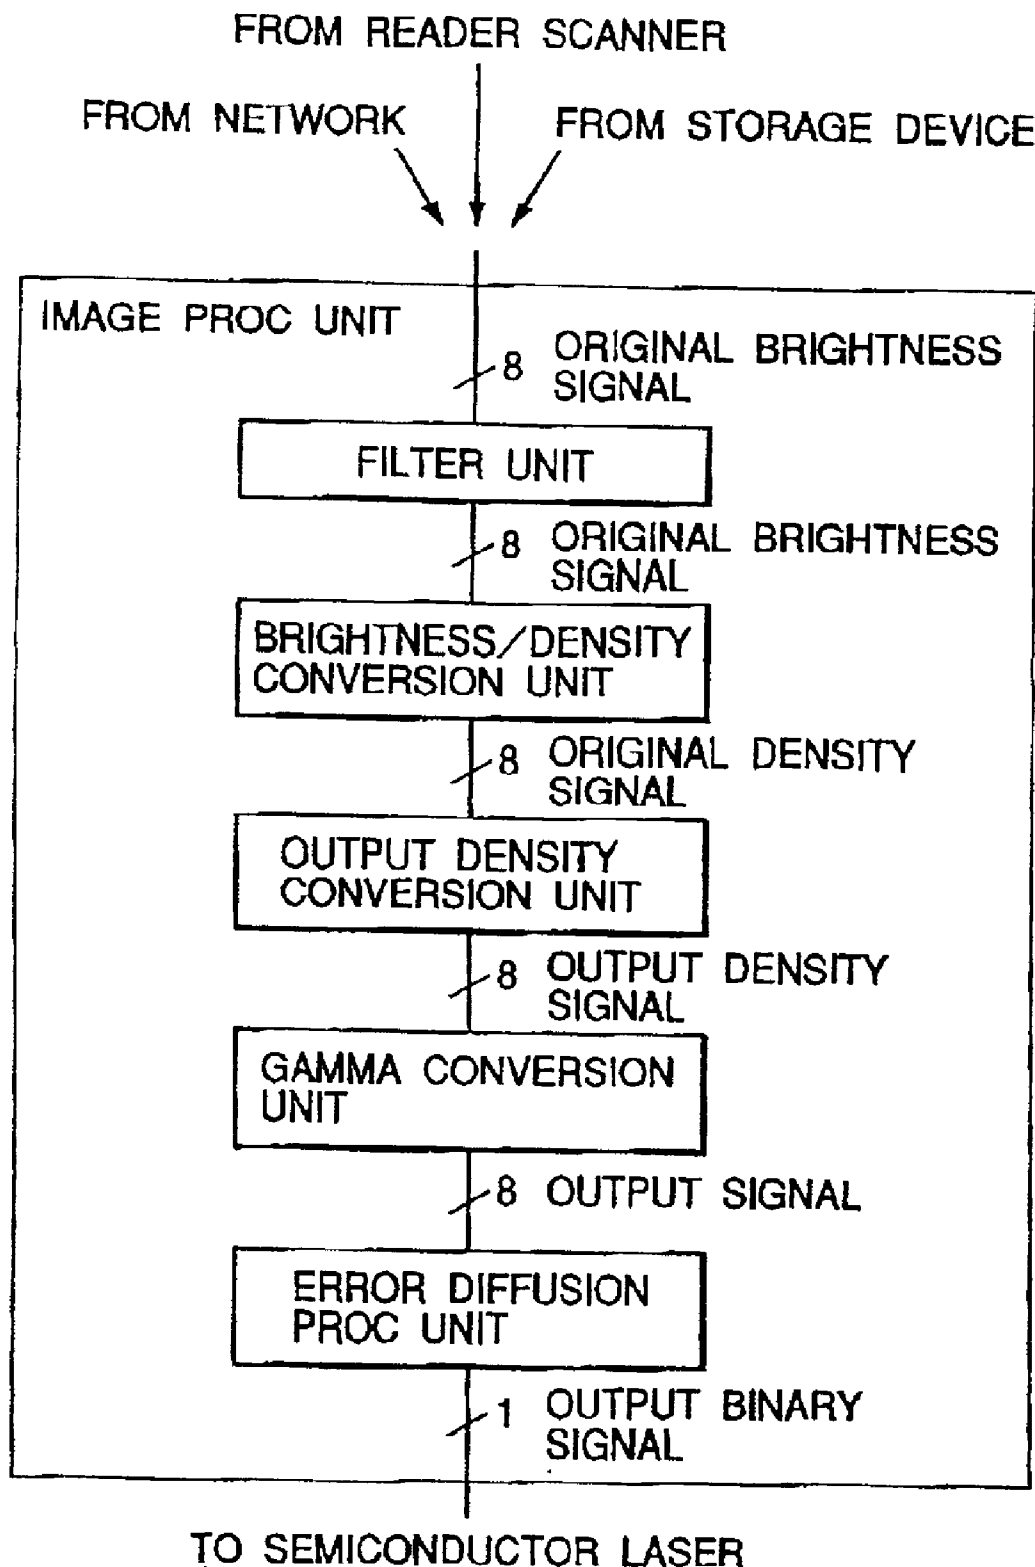 FROM READER SCANNER
FROM NETWORK
FROM STORAGE DEVICE
IMAGE PROC UNIT
8 ORIGINAL BRIGHTNESS
SIGNAL
FILTER UNIT
8 ORIGINAL BRIGHTNESS
SIGNAL
BRIGHTNESS/DENSITY
CONVERSION UNIT
8 ORIGINAL DENSITY
SIGNAL
OUTPUT DENSITY
CONVERSION UNIT
8 OUTPUT DENSITY
SIGNAL
GAMMA CONVERSION
UNIT
8 OUTPUT SIGNAL
ERROR DIFFUSION
PROC UNIT
1 OUTPUT BINARY
SIGNAL
TO SEMICONDUCTOR LASER